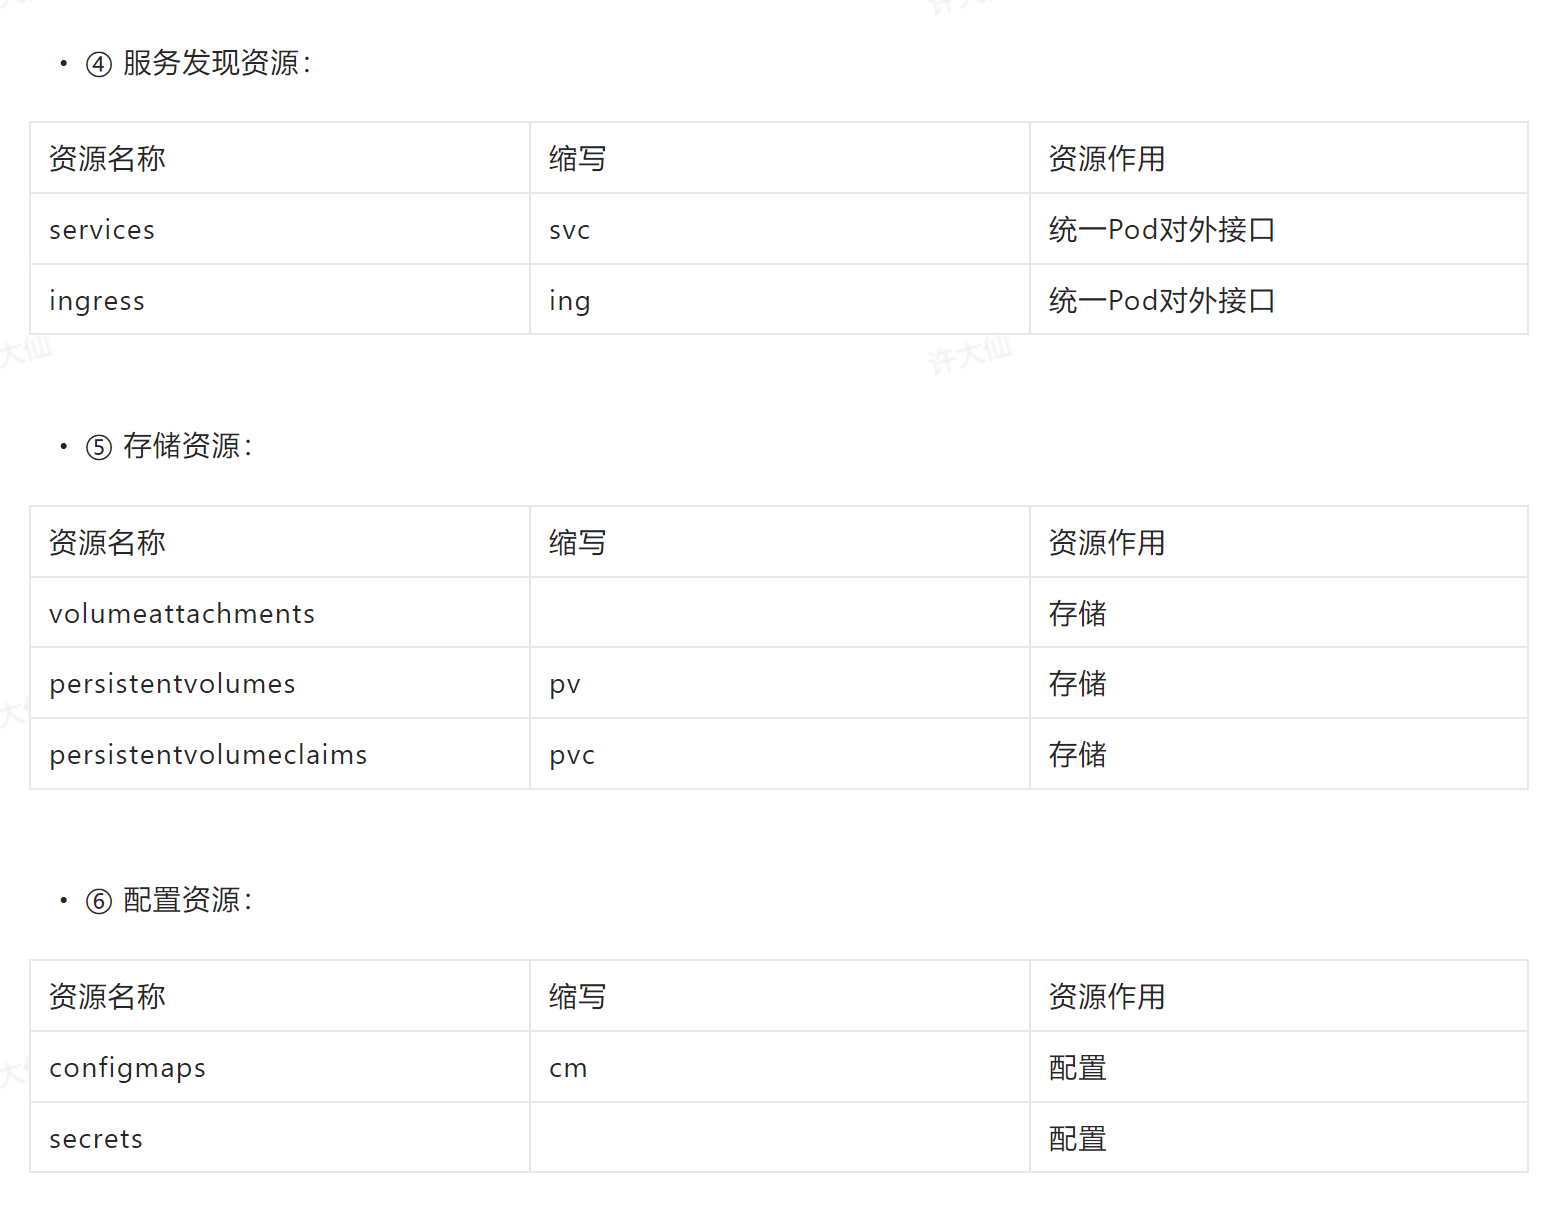 • ④ 服务发现资源：
资源名称 缩写 资源作用
services svc 统一Pod对外接口
ingress ing 统一Pod对外接口
许大仙
• ⑤ 存储资源：
资源名称 缩写 资源作用
volumeattachments 存储
persistentvolumes pv 存储
persistentvolumeclaims pvc 存储
• ⑥ 配置资源：
资源名称 缩写 资源作用
configmaps cm 配置
secrets 配置